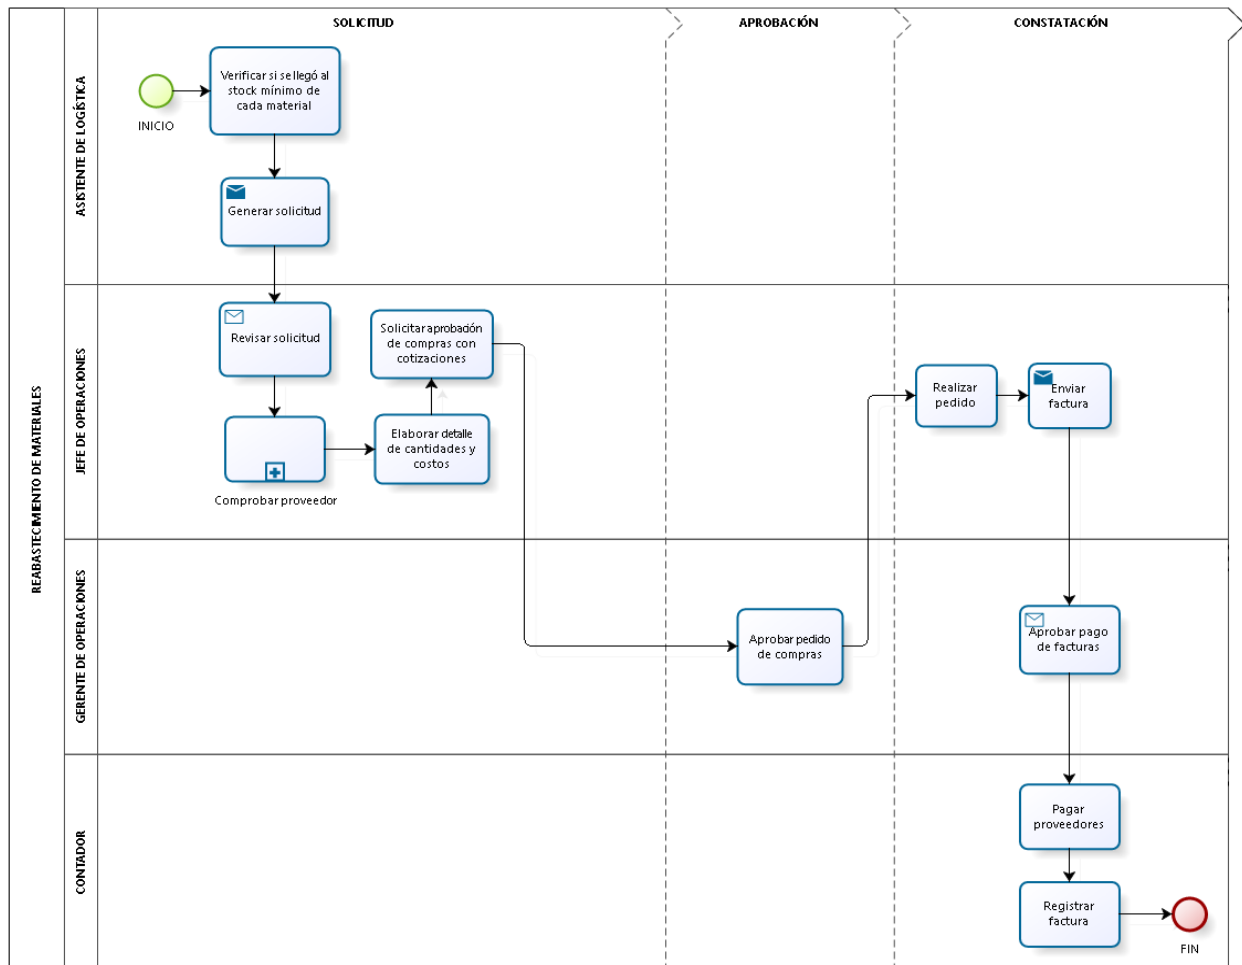 SOLICITUD
APROBACIÓN
CONSTATACIÓN
REABASTECIMIENTO DE MATERIALES
ASISTENTE DE LOGÍSTICA
INICIO
Verificar si se llegó al
stock mínimo de
cada material
Generar solicitud
JEFE DE OPERACIONES
Revisar solicitud
Comprobar proveedor
Elaborar detalle
de cantidades y
costos
Solicitar aprobación
de compras con
cotizaciones
Realizar
pedido
Enviar
factura
GERENTE DE OPERACIONES
Aprobar pedido
de compras
Aprobar pago
de facturas
CONTADOR
Pagar
proveedores
Registrar
factura
FIN